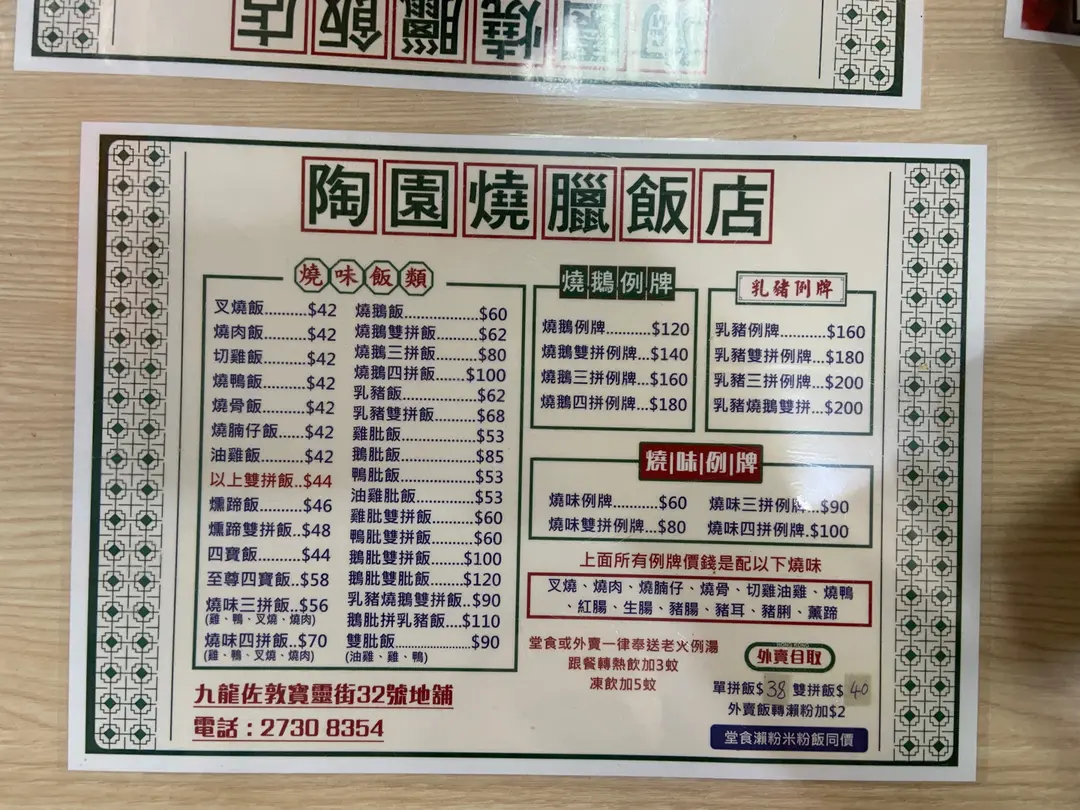 店飯臘燒園陶
陶園燒臘飯店
燒味飯類
叉燒飯..........$42
燒肉飯..........$42
切雞飯..........$42
燒鴨飯..........$42
燒骨飯..........$42
燒腩仔飯......$42
油雞飯..........$42
以上雙拼飯..$44
燻蹄飯..........$46
燻蹄雙拼飯..$48
四寶飯..........$44
至尊四寶飯..$58
燒味三拼飯..$56
(雞、鴨、叉燒、燒肉)
燒味四拼飯..$70
(雞、鴨、叉燒、燒肉)
燒鵝飯......................$60
燒鵝雙拼飯............$62
燒鵝三拼飯............$80
燒鵝四拼飯.........$100
乳豬飯......................$62
乳豬雙拼飯............$68
雞肶飯......................$53
鵝肶飯......................$85
鴨肶飯......................$53
油雞肶飯................$53
雞肶雙拼飯............$60
鴨肶雙拼飯............$60
鵝肶雙拼飯.........$100
鵝肶雙肶飯.........$120
乳豬燒鵝雙拼飯..$90
鵝肶拼乳豬飯....$110
雙肶飯......................$90
(油雞、雞、鴨)
燒鵝例牌
燒鵝例牌...........$120
燒鵝雙拼例牌...$140
燒鵝三拼例牌...$160
燒鵝四拼例牌...$180
乳豬例牌
乳豬例牌...........$160
乳豬雙拼例牌...$180
乳豬三拼例牌...$200
乳豬燒鵝雙拼...$200
燒味例牌
燒味例牌...........$60
燒味雙拼例牌...$80
燒味三拼例牌...$90
燒味四拼例牌.$100
上面所有例牌價錢是配以下燒味
叉燒、燒肉、燒腩仔、燒骨、切雞油雞、燒鴨
、紅腸、生腸、豬腸、豬耳、豬脷、薰蹄
堂食或外賣一律奉送老火例湯
跟餐轉熱飲加3蚊
凍飲加5蚊
HONG KONG
外賣自取
單拼飯$38 雙拼飯$40
外賣飯轉瀨粉加$2
堂食瀨粉米粉飯同價
九龍佐敦寶靈街32號地舖
電話：2730 8354